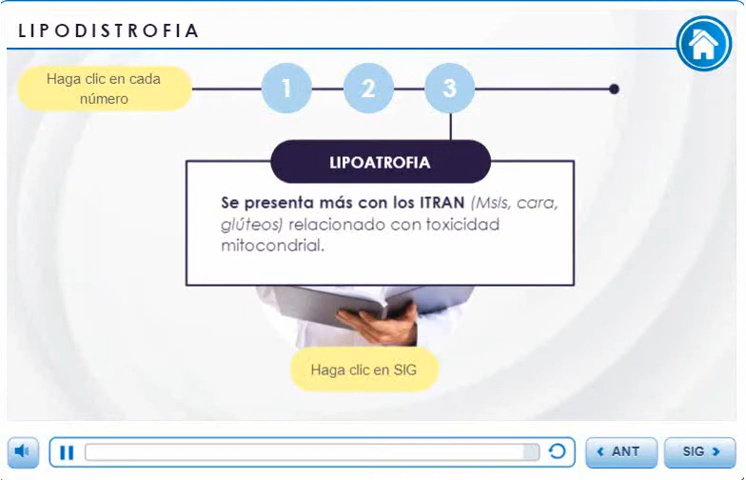 LIPODISTROFIA
Haga clic en cada
número
1
2
3
LIPOATROFIA
Se presenta más con los ITRAN (Msls, cara,
glúteos) relacionado con toxicidad
mitocondrial.
Haga clic en SIG
ANT
SIG